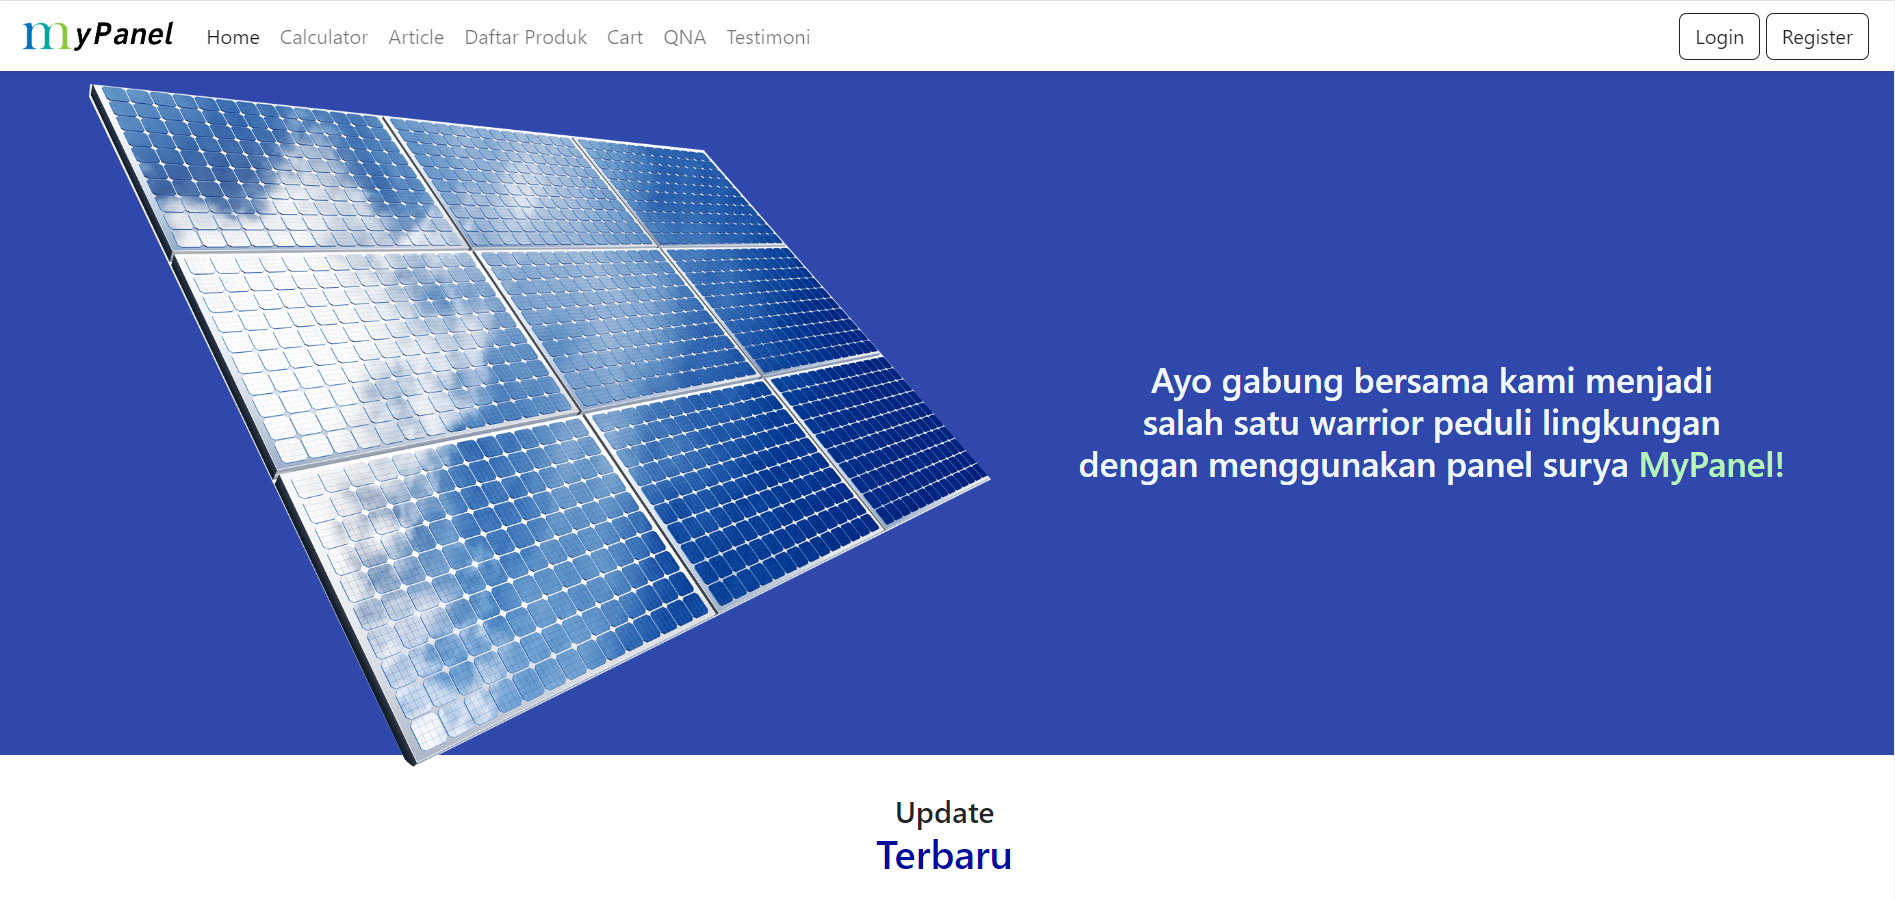 myPanel
Home Calculator Article Daftar Produk Cart QNA Testimoni
Login Register
Ayo gabung bersama kami menjadi
salah satu warrior peduli lingkungan
dengan menggunakan panel surya MyPanel!
Update
Terbaru